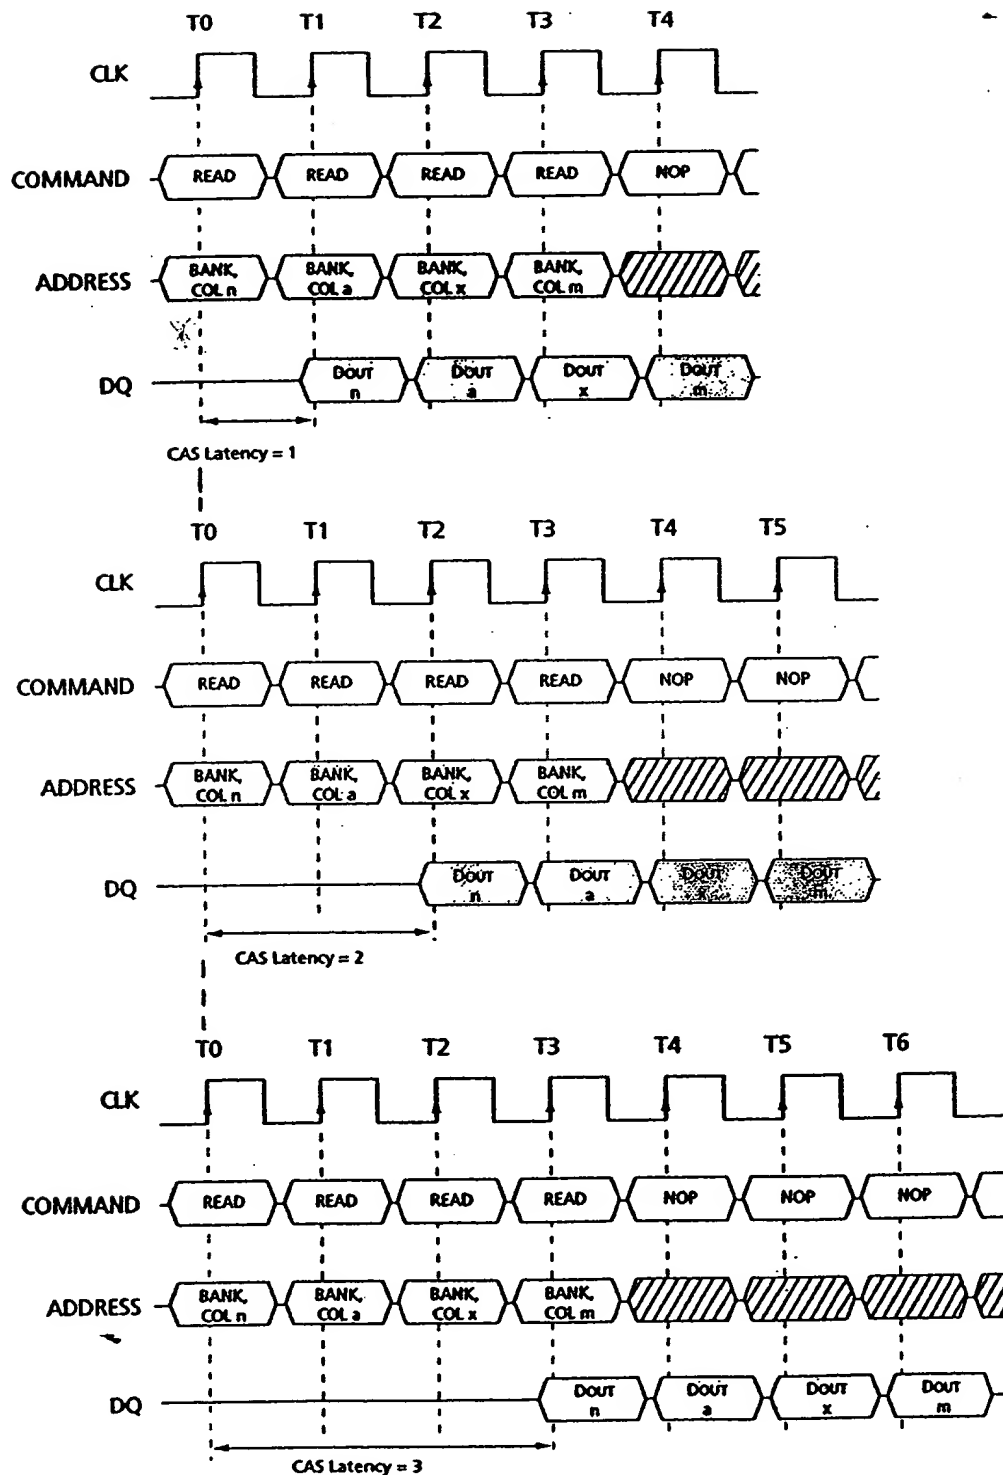 T0 T1 T2 T3 T4
CLK
COMMAND READ READ READ READ NOP
ADDRESS BANK, COL n BANK, COL a BANK, COL x BANK, COL m
DQ DOUT n DOUT a DOUT x DOUT m
CAS Latency = 1
T0 T1 T2 T3 T4 T5
CLK
COMMAND READ READ READ READ NOP NOP
ADDRESS BANK, COL n BANK, COL a BANK, COL x BANK, COL m
DQ DOUT n DOUT a DOUT x DOUT m
CAS Latency = 2
T0 T1 T2 T3 T4 T5 T6
CLK
COMMAND READ READ READ READ NOP NOP NOP
ADDRESS BANK, COL n BANK, COL a BANK, COL x BANK, COL m
DQ DOUT n DOUT a DOUT x DOUT m
CAS Latency = 3